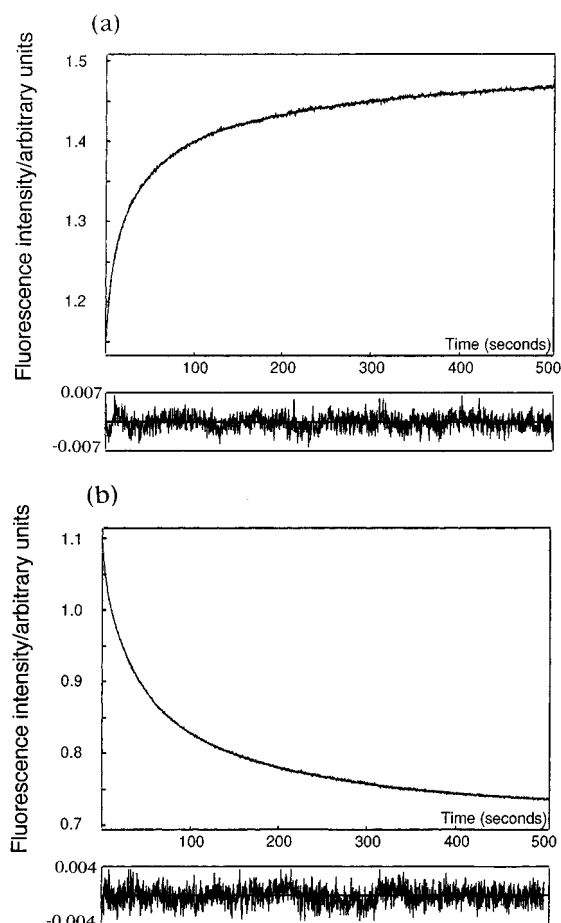 (a)
Fluorescence intensity/arbitrary units
1.5
1.4
1.3
1.2
Time (seconds)
100 200 300 400 500
0.007
-0.007
(b)
Fluorescence intensity/arbitrary units
1.1
1.0
0.9
0.8
0.7
Time (seconds)
100 200 300 400 500
0.004
-0.004